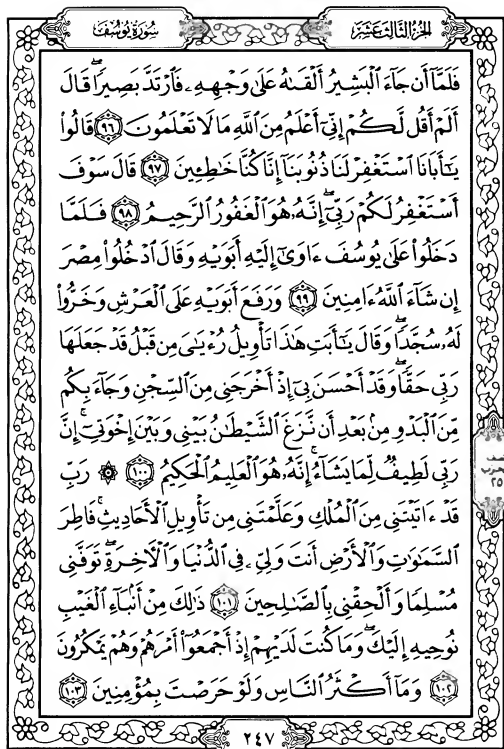 الجزء الثالث عشر
سورة يوسف
فَلَمَّآ أَن جَآءَ ٱلْبَشِيرُ أَلْقَىٰهُ عَلَىٰ وَجْهِهِۦ فَٱرْتَدَّ بَصِيرًاۖ قَالَ
أَلَمْ أَقُل لَّكُمْ إِنِّىٓ أَعْلَمُ مِنَ ٱللَّهِ مَا لَا تَعْلَمُونَ ٩٦ قَالُوا۟
يَٰٓأَبَانَا ٱسْتَغْفِرْ لَنَا ذُنُوبَنَآ إِنَّا كُنَّا خَٰطِـِٔينَ ٩٧ قَالَ سَوْفَ
أَسْتَغْفِرُ لَكُمْ رَبِّىٓۖ إِنَّهُۥ هُوَ ٱلْغَفُورُ ٱلرَّحِيمُ ٩٨ فَلَمَّا
دَخَلُوا۟ عَلَىٰ يُوسُفَ ءَاوَىٰٓ إِلَيْهِ أَبَوَيْهِ وَقَالَ ٱدْخُلُوا۟ مِصْرَ
إِن شَآءَ ٱللَّهُ ءَامِنِينَ ٩٩ وَرَفَعَ أَبَوَيْهِ عَلَى ٱلْعَرْشِ وَخَرُّوا۟
لَهُۥ سُجَّدًاۖ وَقَالَ يَٰٓأَبَتِ هَٰذَا تَأْوِيلُ رُءْيَٰىَ مِن قَبْلُ قَدْ جَعَلَهَا
رَبِّى حَقًّاۖ وَقَدْ أَحْسَنَ بِىٓ إِذْ أَخْرَجَنِى مِنَ ٱلسِّجْنِ وَجَآءَ بِكُم
مِّنَ ٱلْبَدْوِ مِنۢ بَعْدِ أَن نَّزَغَ ٱلشَّيْطَٰنُ بَيْنِى وَبَيْنَ إِخْوَتِىٓۚ إِنَّ
رَبِّى لَطِيفٌ لِّمَا يَشَآءُۚ إِنَّهُۥ هُوَ ٱلْعَلِيمُ ٱلْحَكِيمُ ١٠٠ ۞ رَبِّ
قَدْ ءَاتَيْتَنِى مِنَ ٱلْمُلْكِ وَعَلَّمْتَنِى مِن تَأْوِيلِ ٱلْأَحَادِيثِۚ فَاطِرَ
ٱلسَّمَٰوَٰتِ وَٱلْأَرْضِ أَنتَ وَلِىِّۦ فِى ٱلدُّنْيَا وَٱلْءَاخِرَةِۖ تَوَفَّنِى
مُسْلِمًا وَأَلْحِقْنِى بِٱلصَّٰلِحِينَ ١٠١ ذَٰلِكَ مِنْ أَنۢبَآءِ ٱلْغَيْبِ
نُوحِيهِ إِلَيْكَۖ وَمَا كُنتَ لَدَيْهِمْ إِذْ أَجْمَعُوٓا۟ أَمْرَهُمْ وَهُمْ يَمْكُرُونَ
١٠٢ وَمَآ أَكْثَرُ ٱلنَّاسِ وَلَوْ حَرَصْتَ بِمُؤْمِنِينَ ١٠٣
٢٤٧